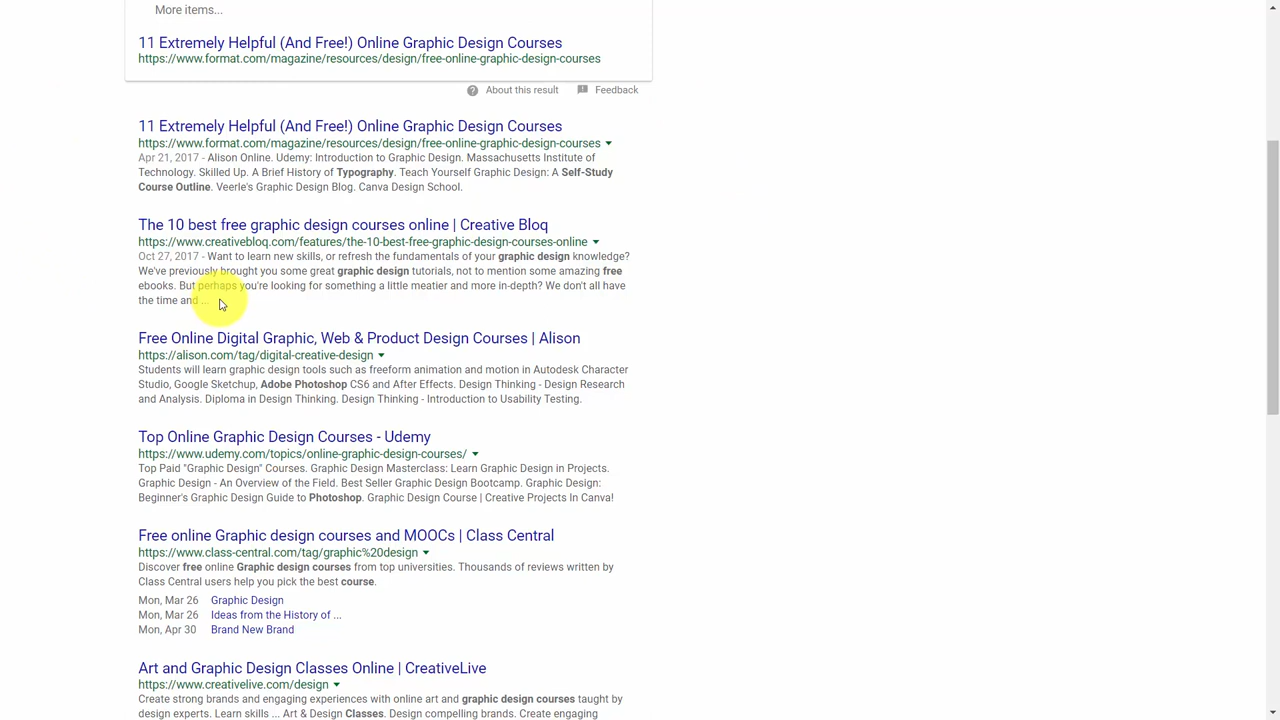 More items...
11 Extremely Helpful (And Free!) Online Graphic Design Courses
https://www.format.com/magazine/resources/design/free-online-graphic-design-courses
About this result Feedback
11 Extremely Helpful (And Free!) Online Graphic Design Courses
https://www.format.com/magazine/resources/design/free-online-graphic-design-courses
Apr 21, 2017 - Alison Online. Udemy: Introduction to Graphic Design. Massachusetts Institute of
Technology. Skilled Up. A Brief History of Typography. Teach Yourself Graphic Design: A Self-Study
Course Outline. Veerle's Graphic Design Blog. Canva Design School.
The 10 best free graphic design courses online | Creative Bloq
https://www.creativebloq.com/features/the-10-best-free-graphic-design-courses-online
Oct 27, 2017 - Want to learn new skills, or refresh the fundamentals of your graphic design knowledge?
We've previously brought you some great graphic design tutorials, not to mention some amazing free
ebooks. But perhaps you're looking for something a little meatier and more in-depth? We don't all have
the time and ...
Free Online Digital Graphic, Web & Product Design Courses | Alison
https://alison.com/tag/digital-creative-design
Students will learn graphic design tools such as freeform animation and motion in Autodesk Character
Studio, Google Sketchup, Adobe Photoshop CS6 and After Effects. Design Thinking - Design Research
and Analysis. Diploma in Design Thinking. Design Thinking - Introduction to Usability Testing.
Top Online Graphic Design Courses - Udemy
https://www.udemy.com/topics/online-graphic-design-courses/
Top Paid "Graphic Design" Courses. Graphic Design Masterclass: Learn Graphic Design in Projects.
Graphic Design - An Overview of the Field. Best Seller Graphic Design Bootcamp. Graphic Design:
Beginner's Graphic Design Guide to Photoshop. Graphic Design Course | Creative Projects In Canva!
Free online Graphic design courses and MOOCs | Class Central
https://www.class-central.com/tag/graphic%20design
Discover free online Graphic design courses from top universities. Thousands of reviews written by
Class Central users help you pick the best course.
Mon, Mar 26 Graphic Design
Mon, Mar 26 Ideas from the History of ...
Mon, Apr 30 Brand New Brand
Art and Graphic Design Classes Online | CreativeLive
https://www.creativelive.com/design
Create strong brands and engaging experiences with online art and graphic design courses taught by
design experts. Learn skills ... Art & Design Classes. Design compelling brands. Create engaging